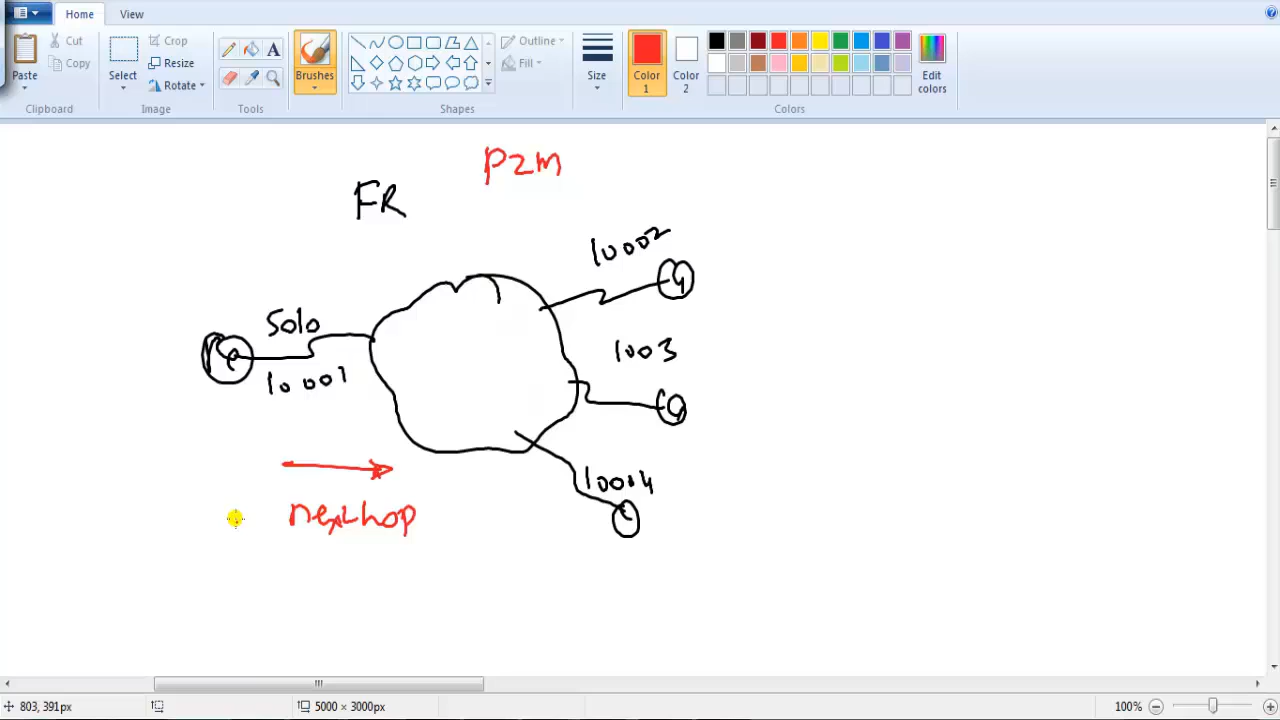 Home
View
Cut
Copy
Paste
Clipboard
Select
Crop
Resize
Rotate
Image
Tools
Brushes
Outline
Fill
Shapes
Size
Color 1
Color 2
Edit colors
Colors
P2m
FR
10002
S0/0
10001
1003
10004
nexthop
803, 391px
5000 × 3000px
100%